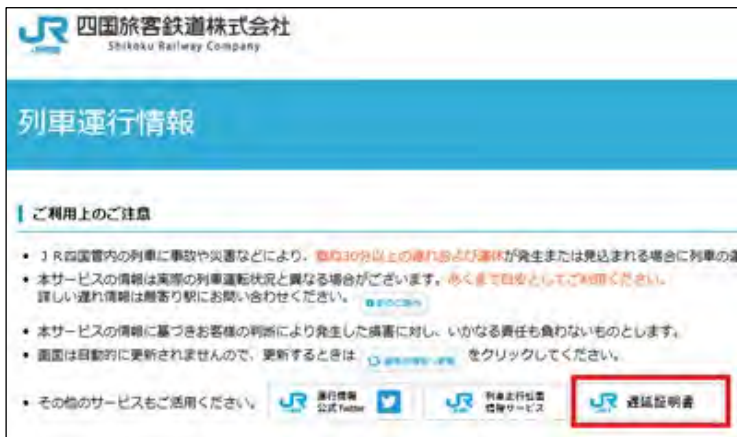 JR 四国旅客鉄道株式会社
Shikoku Railway Company
列車運行情報
ご利用上のご注意
• JR四国管内の列車に事故や災害などにより、概ね30分以上の遅れおよび運休が発生または見込まれる場合に列車の運
• 本サービスの情報は実際の列車運転状況と異なる場合がございます。あくまで目安としてご利用ください。
詳しい遅れ情報は最寄り駅にお問い合わせください。
• 本サービスの情報に基づきお客様の判断により発生した損害に対し、いかなる責任も負わないものとします。
• 画面は自動的に更新されませんので、更新するときは をクリックしてください。
• その他のサービスもご活用ください。 JR 運行情報 公式Twitter JR 列車走行位置 情報サービス JR 遅延証明書